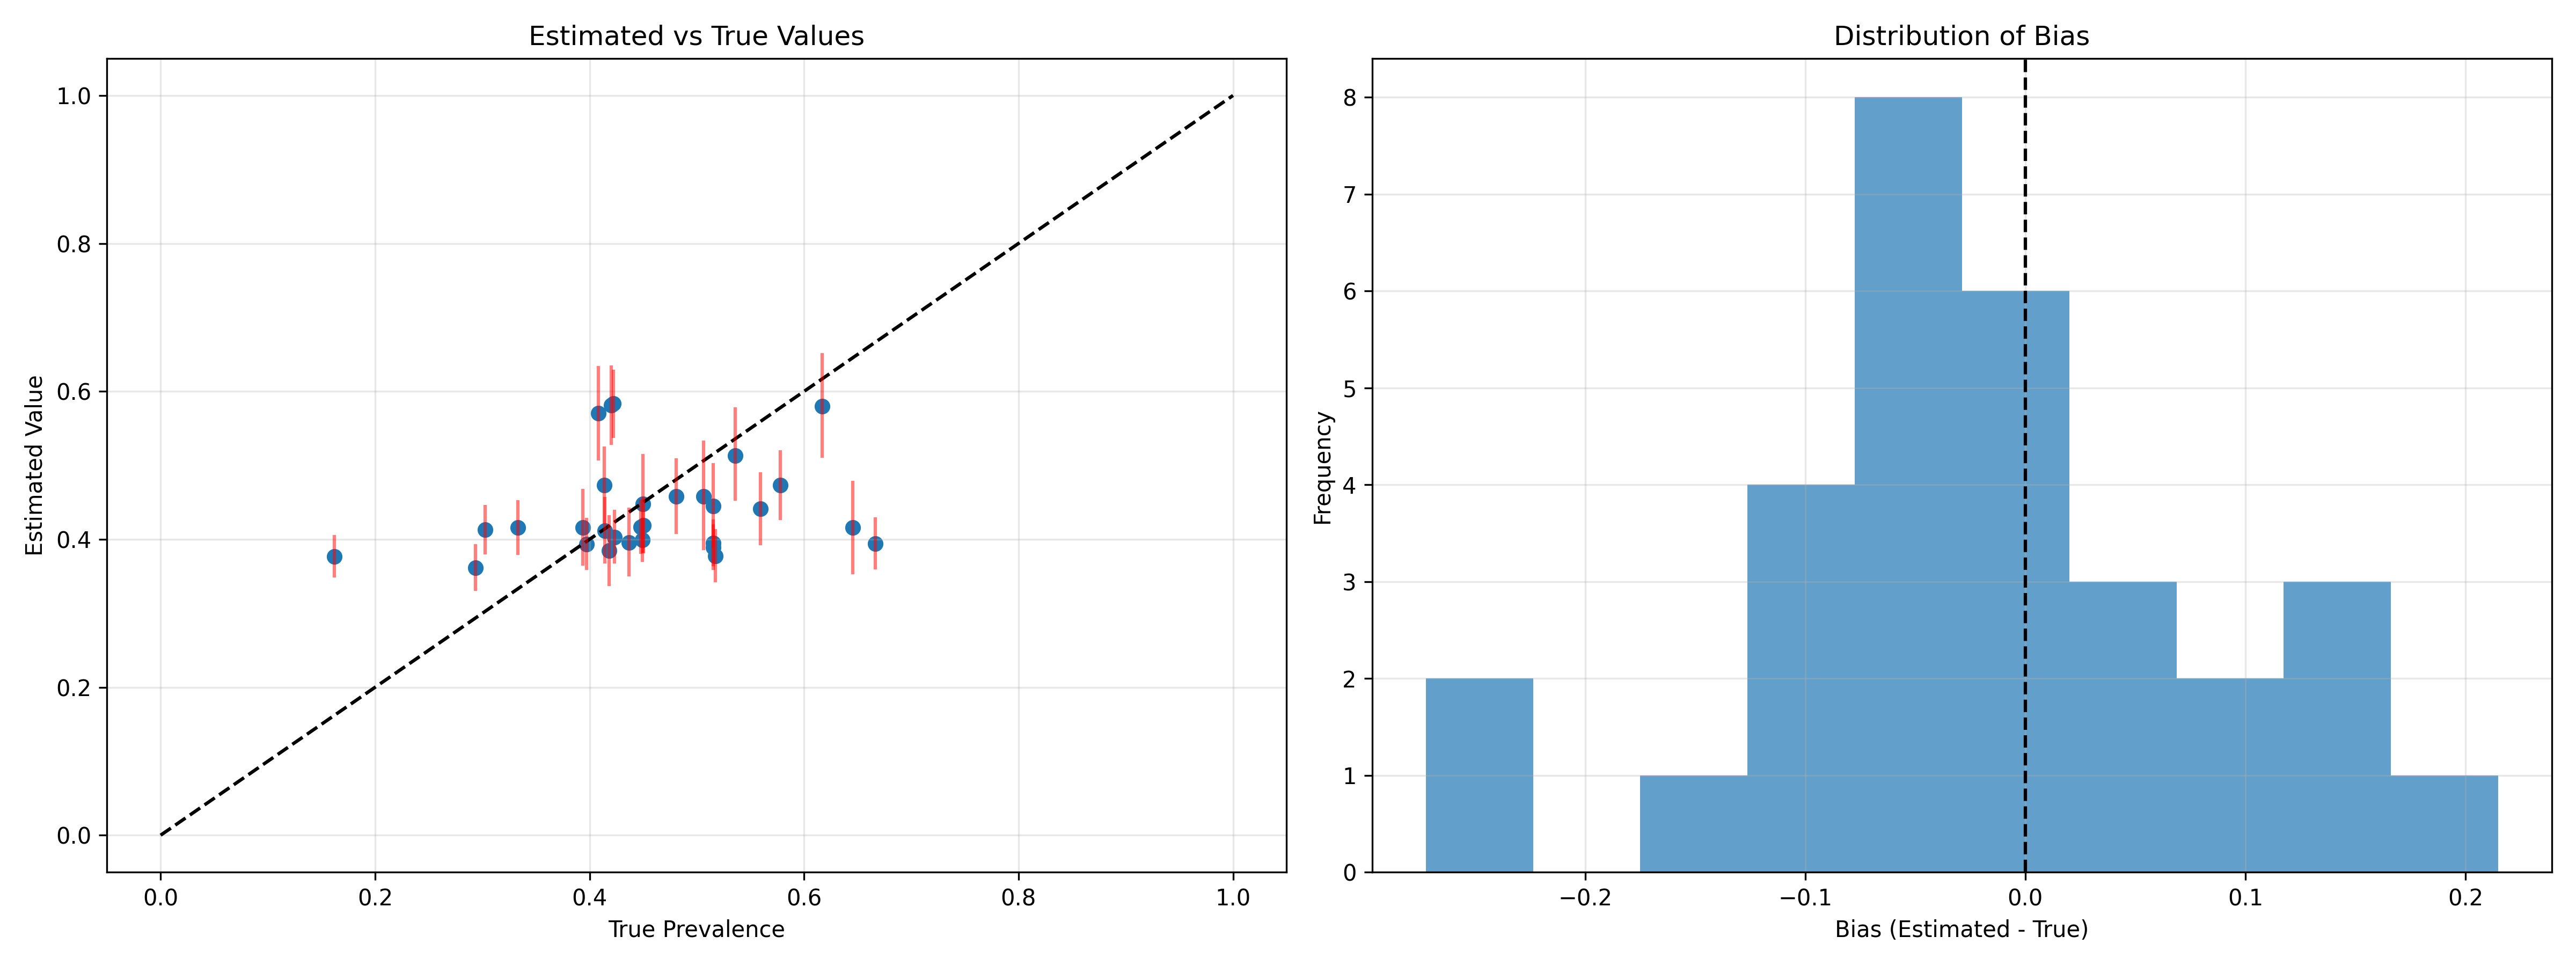 Estimated vs True Values
Estimated Value
1.0
0.8
0.6
0.4
0.2
0.0
0.0 0.2 0.4 0.6 0.8 1.0
True Prevalence
Distribution of Bias
Frequency
8
7
6
5
4
3
2
1
0
−0.2 −0.1 0.0 0.1 0.2
Bias (Estimated - True)